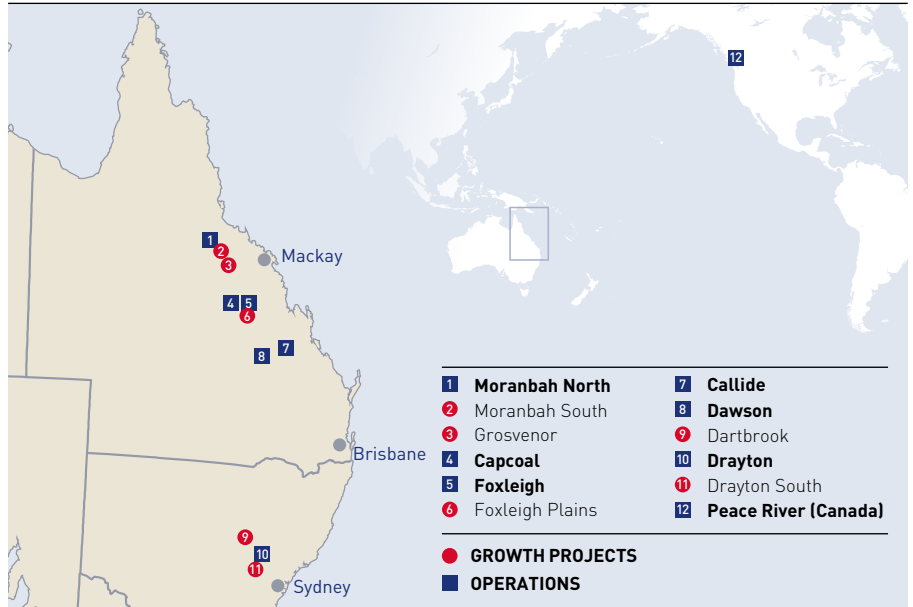 12
1
2
Mackay
3
4 5
6
7
8
Brisbane
9
10
11
Sydney
1 Moranbah North
2 Moranbah South
3 Grosvenor
4 Capcoal
5 Foxleigh
6 Foxleigh Plains
7 Callide
8 Dawson
9 Dartbrook
10 Drayton
11 Drayton South
12 Peace River (Canada)
GROWTH PROJECTS
OPERATIONS